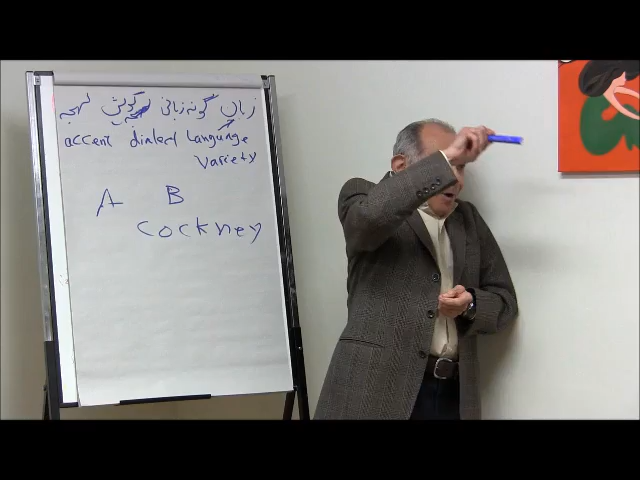 زبان گونه زبانی گویش لهجه
accent dialect language
variety
A B
cockney